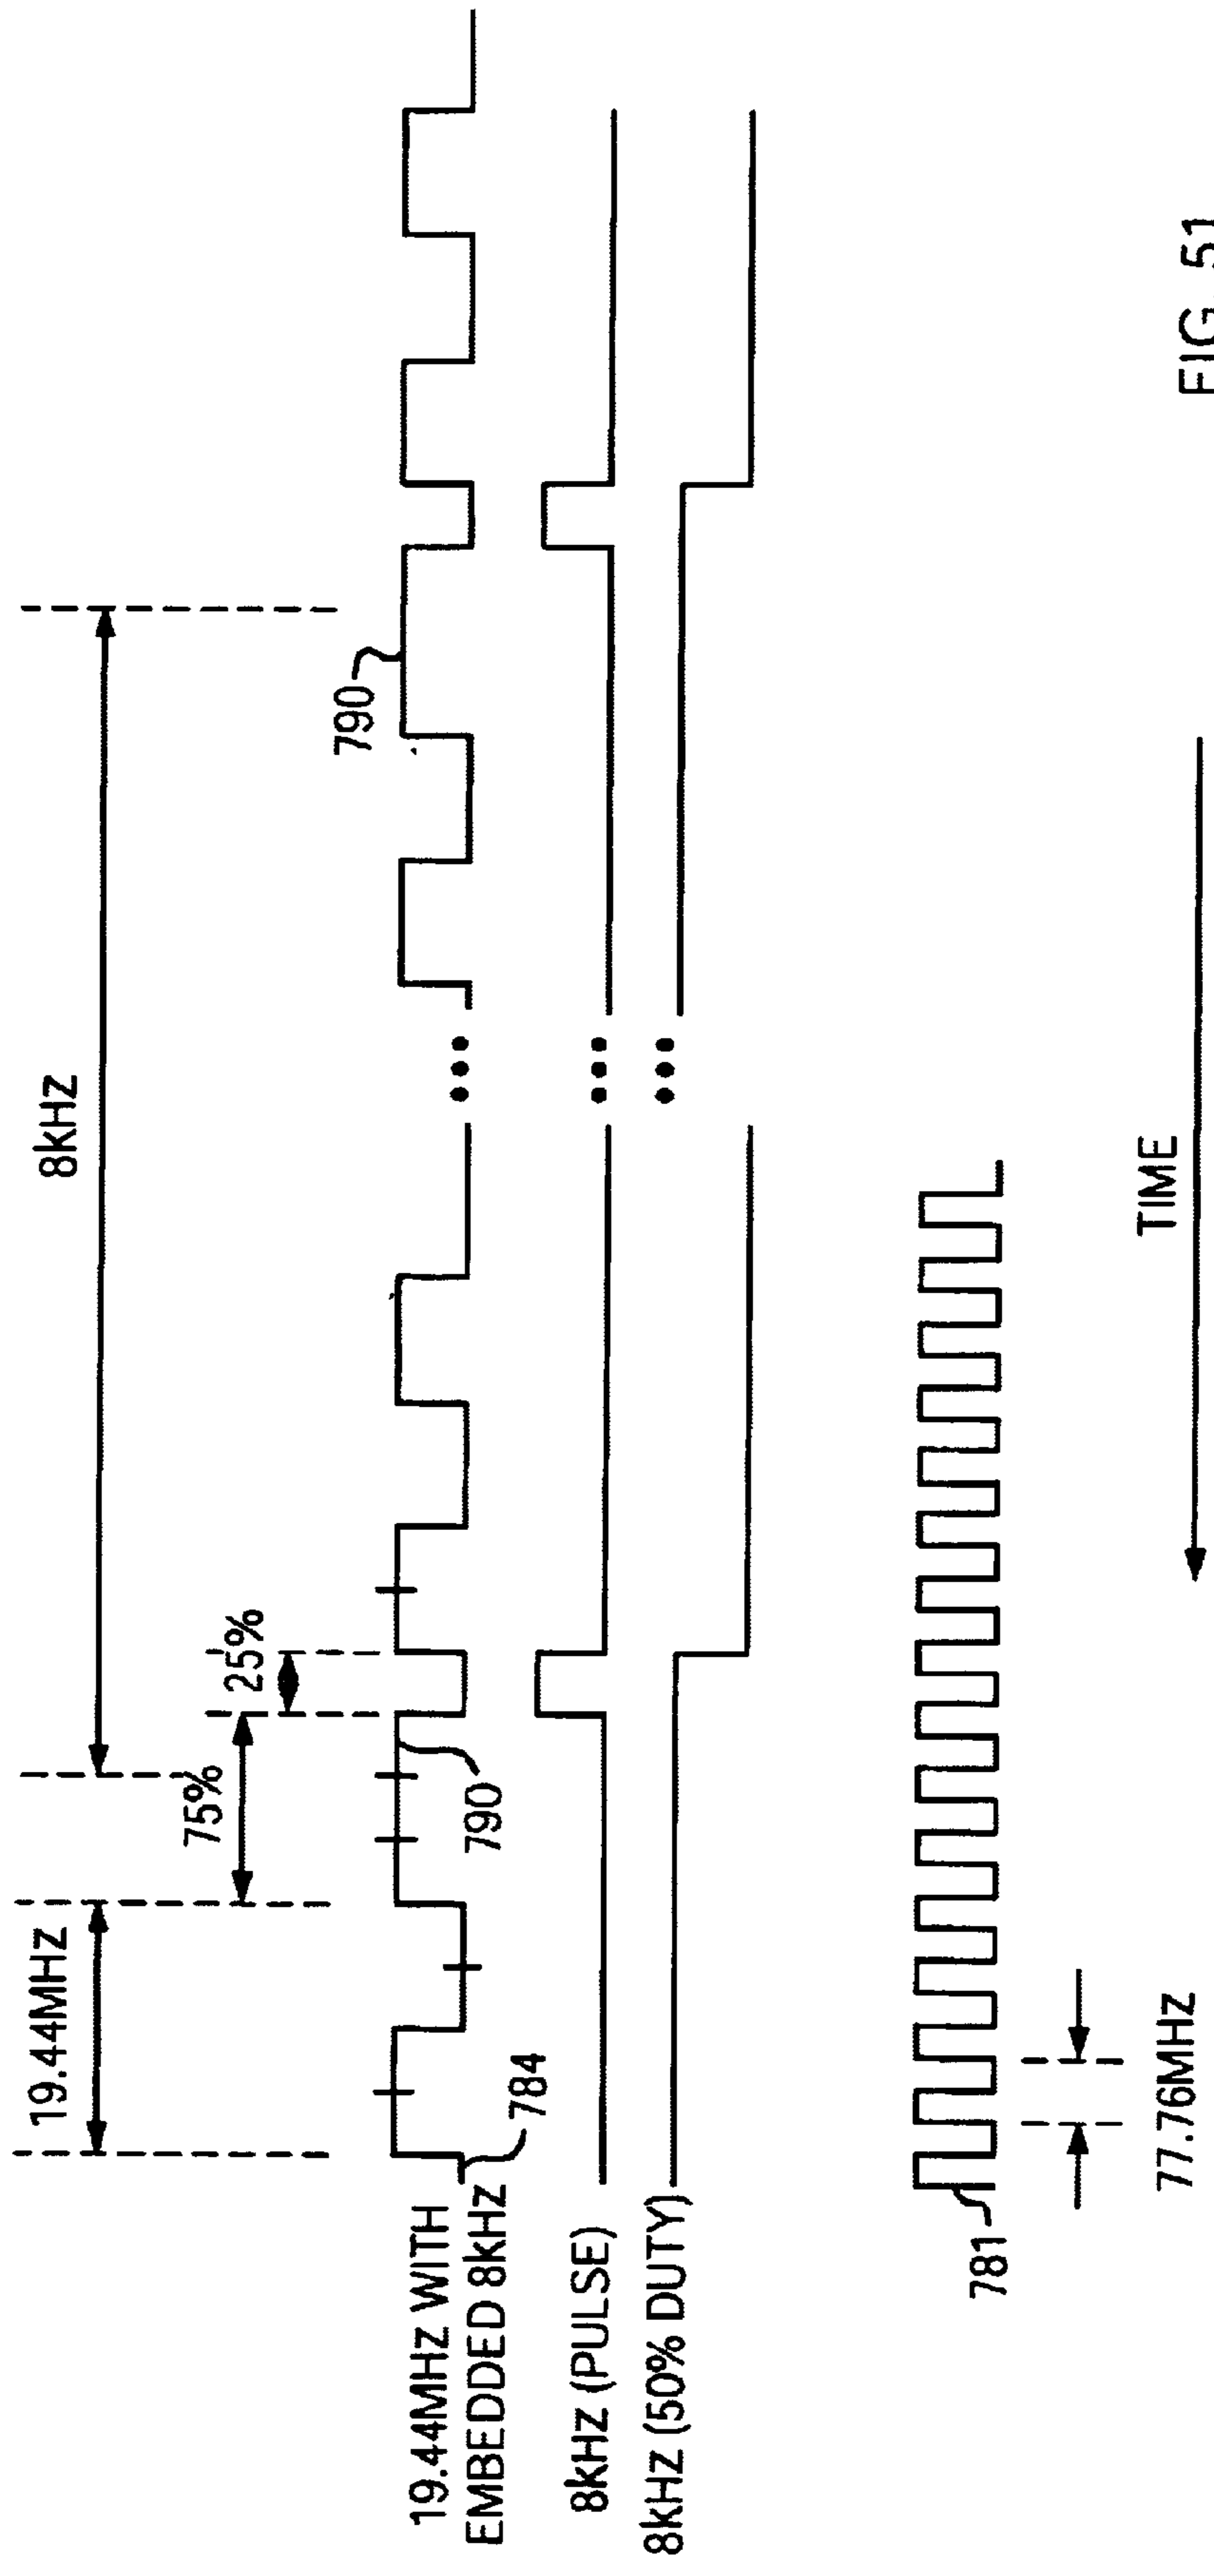 8kHz
19.44MHz
75%
25%
790
790
784
19.44MHz WITH
EMBEDDED 8kHz
8kHz (PULSE)
8kHz (50% DUTY)
781
77.76MHz
TIME
FIG. 51